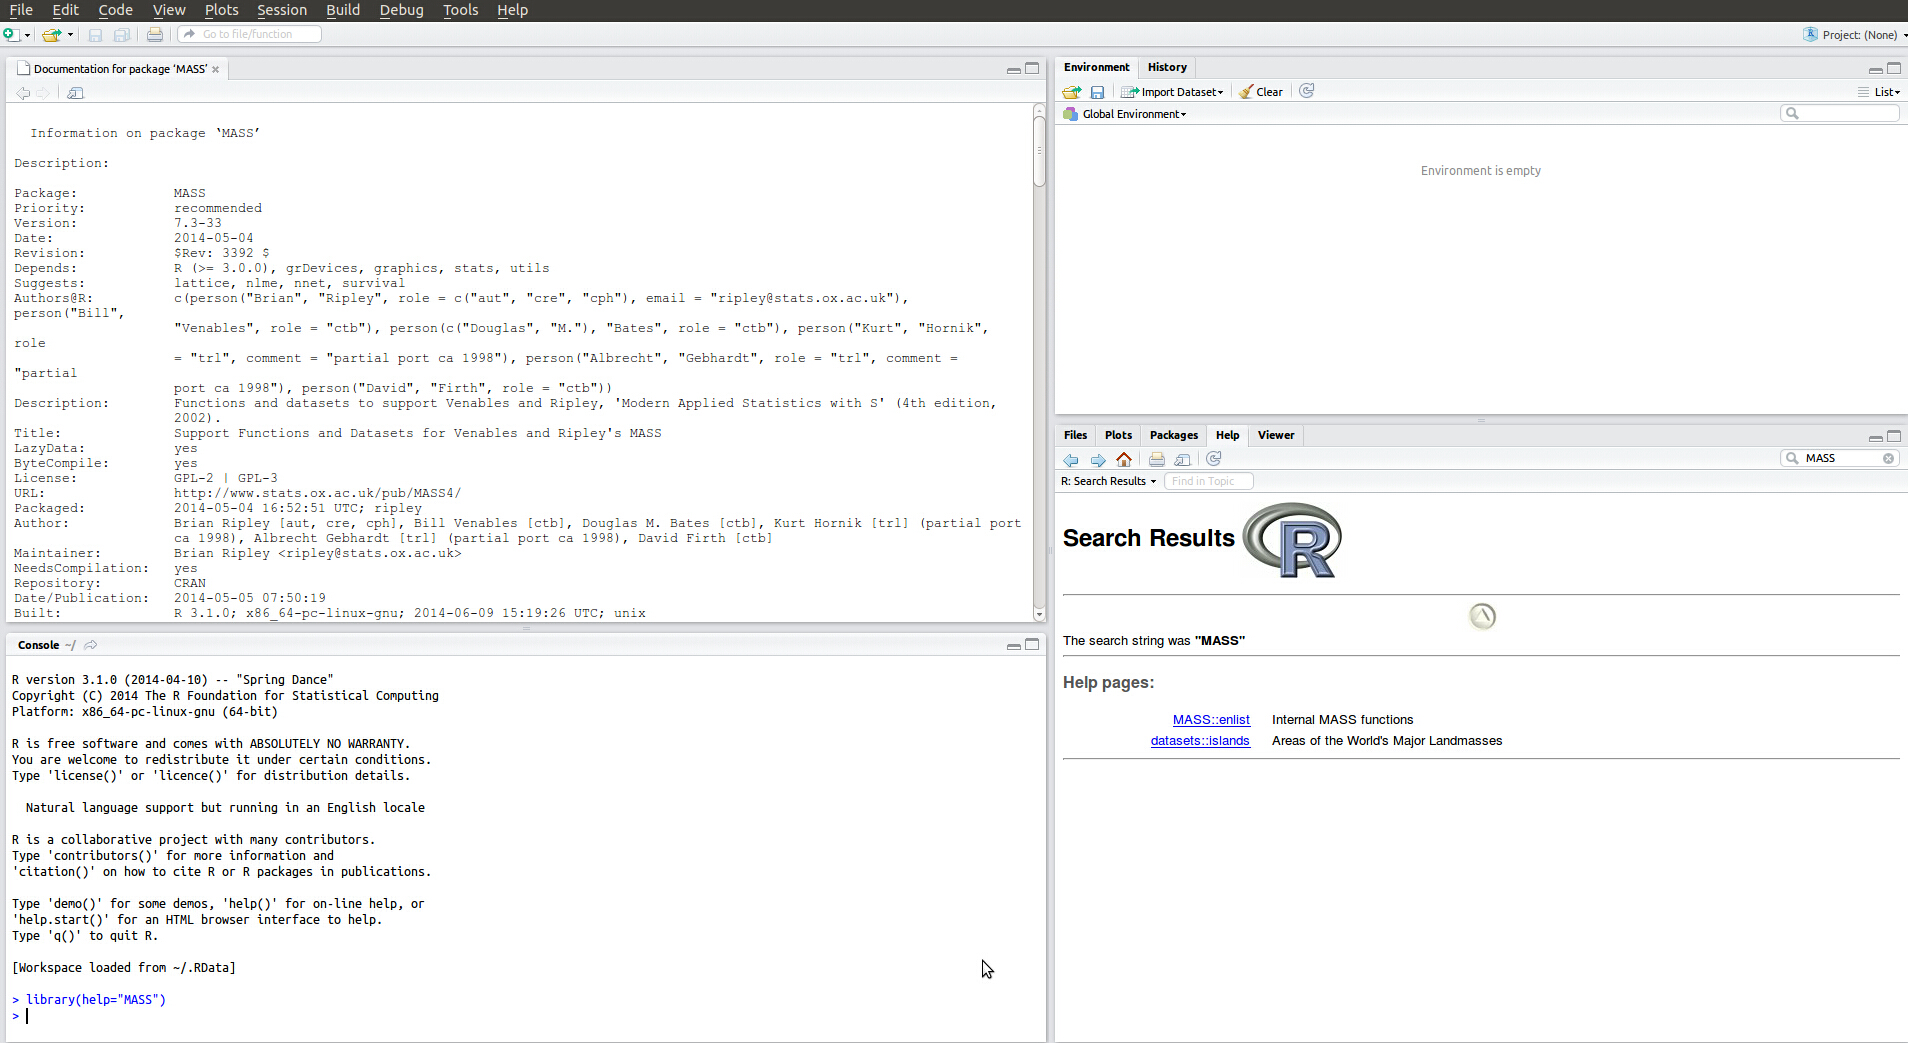 File Edit Code View Plots Session Build Debug Tools Help
Go to file/function
Project: (None)
Documentation for package ‘MASS’
Information on package ‘MASS’
Description:
Package: MASS
Priority: recommended
Version: 7.3-33
Date: 2014-05-04
Revision: $Rev: 3392 $
Depends: R (>= 3.0.0), grDevices, graphics, stats, utils
Suggests: lattice, nlme, nnet, survival
Authors@R: c(person("Brian", "Ripley", role = c("aut", "cre", "cph"), email = "ripley@stats.ox.ac.uk"),
person("Bill",
"Venables", role = "ctb"), person(c("Douglas", "M."), "Bates", role = "ctb"), person("Kurt", "Hornik",
role
= "trl", comment = "partial port ca 1998"), person("Albrecht", "Gebhardt", role = "trl", comment =
"partial
port ca 1998"), person("David", "Firth", role = "ctb"))
Description: Functions and datasets to support Venables and Ripley, 'Modern Applied Statistics with S' (4th edition,
2002).
Title: Support Functions and Datasets for Venables and Ripley's MASS
LazyData: yes
ByteCompile: yes
License: GPL-2 | GPL-3
URL: http://www.stats.ox.ac.uk/pub/MASS4/
Packaged: 2014-05-04 16:52:51 UTC; ripley
Author: Brian Ripley [aut, cre, cph], Bill Venables [ctb], Douglas M. Bates [ctb], Kurt Hornik [trl] (partial port
ca 1998), Albrecht Gebhardt [trl] (partial port ca 1998), David Firth [ctb]
Maintainer: Brian Ripley <ripley@stats.ox.ac.uk>
NeedsCompilation: yes
Repository: CRAN
Date/Publication: 2014-05-05 07:50:19
Built: R 3.1.0; x86_64-pc-linux-gnu; 2014-06-09 15:19:26 UTC; unix
Console ~/
R version 3.1.0 (2014-04-10) -- "Spring Dance"
Copyright (C) 2014 The R Foundation for Statistical Computing
Platform: x86_64-pc-linux-gnu (64-bit)
R is free software and comes with ABSOLUTELY NO WARRANTY.
You are welcome to redistribute it under certain conditions.
Type 'license()' or 'licence()' for distribution details.
Natural language support but running in an English locale
R is a collaborative project with many contributors.
Type 'contributors()' for more information and
'citation()' on how to cite R or R packages in publications.
Type 'demo()' for some demos, 'help()' for on-line help, or
'help.start()' for an HTML browser interface to help.
Type 'q()' to quit R.
[Workspace loaded from ~/.RData]
> library(help="MASS")
>
Environment History
Import Dataset Clear List
Global Environment
Environment is empty
Files Plots Packages Help Viewer
MASS
R: Search Results Find in Topic
Search Results R
The search string was "MASS"
Help pages:
MASS::enlist Internal MASS functions
datasets::islands Areas of the World's Major Landmasses